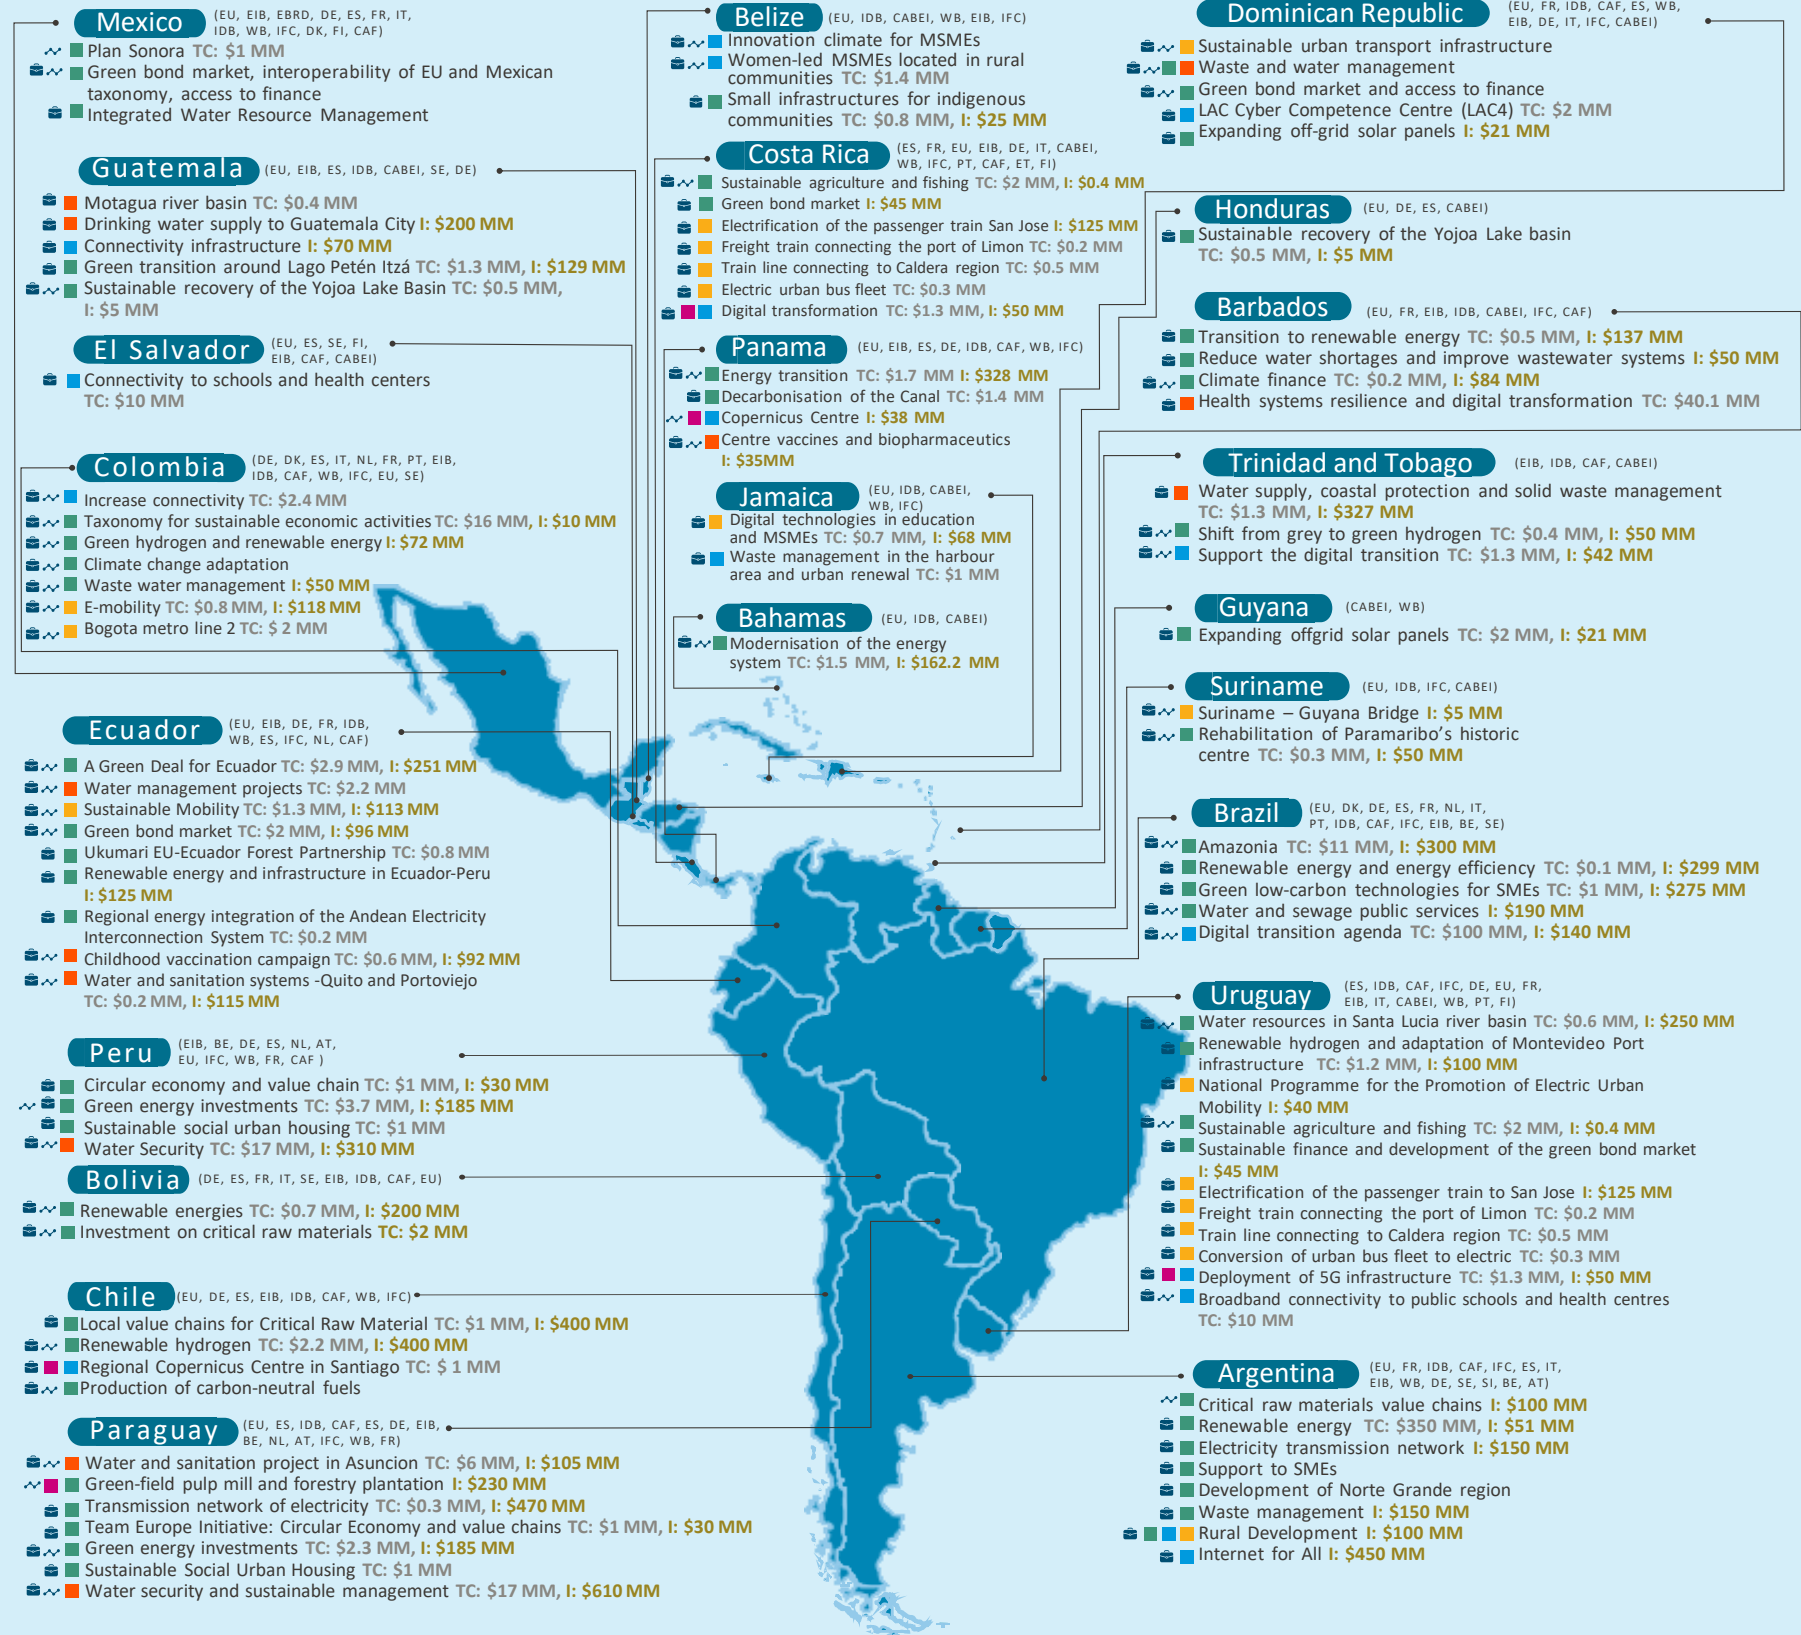 Mexico (EU, EIB, EBRD, DE, ES, FR, IT,
IDB, WB, IFC, DK, FI, CAF)
Plan Sonora TC: $1 MM
Green bond market, interoperability of EU and Mexican
taxonomy, access to finance
Integrated Water Resource Management
Guatemala (EU, EIB, ES, IDB, CABEI, SE, DE)
Motagua river basin TC: $0.4 MM
Drinking water supply to Guatemala City I: $200 MM
Connectivity infrastructure I: $70 MM
Green transition around Lago Petén Itzá TC: $1.3 MM, I: $129 MM
Sustainable recovery of the Yojoa Lake Basin TC: $0.5 MM,
I: $5 MM
El Salvador (EU, ES, SE, FI,
EIB, CAF, CABEI)
Connectivity to schools and health centers
TC: $10 MM
Colombia (DE, DK, ES, IT, NL, FR, PT, EIB,
IDB, CAF, WB, IFC, EU, SE)
Increase connectivity TC: $2.4 MM
Taxonomy for sustainable economic activities TC: $16 MM, I: $10 MM
Green hydrogen and renewable energy I: $72 MM
Climate change adaptation
Waste water management I: $50 MM
E-mobility TC: $0.8 MM, I: $118 MM
Bogota metro line 2 TC: $ 2 MM
Ecuador (EU, EIB, DE, FR, IDB,
WB, ES, IFC, NL, CAF)
A Green Deal for Ecuador TC: $2.9 MM, I: $251 MM
Water management projects TC: $2.2 MM
Sustainable Mobility TC: $1.3 MM, I: $113 MM
Green bond market TC: $2 MM, I: $96 MM
Ukumari EU-Ecuador Forest Partnership TC: $0.8 MM
Renewable energy and infrastructure in Ecuador-Peru
I: $125 MM
Regional energy integration of the Andean Electricity
Interconnection System TC: $0.2 MM
Childhood vaccination campaign TC: $0.6 MM, I: $92 MM
Water and sanitation systems -Quito and Portoviejo
TC: $0.2 MM, I: $115 MM
Peru (EIB, BE, DE, ES, NL, AT,
EU, IFC, WB, FR, CAF )
Circular economy and value chain TC: $1 MM, I: $30 MM
Green energy investments TC: $3.7 MM, I: $185 MM
Sustainable social urban housing TC: $1 MM
Water Security TC: $17 MM, I: $310 MM
Bolivia (DE, ES, FR, IT, SE, EIB, IDB, CAF, EU)
Renewable energies TC: $0.7 MM, I: $200 MM
Investment on critical raw materials TC: $2 MM
Chile (EU, DE, ES, EIB, IDB, CAF, WB, IFC)
Local value chains for Critical Raw Material TC: $1 MM, I: $400 MM
Renewable hydrogen TC: $2.2 MM, I: $400 MM
Regional Copernicus Centre in Santiago TC: $ 1 MM
Production of carbon-neutral fuels
Paraguay (EU, ES, IDB, CAF, ES, DE, EIB,
BE, NL, AT, IFC, WB, FR)
Water and sanitation project in Asuncion TC: $6 MM, I: $105 MM
Green-field pulp mill and forestry plantation I: $230 MM
Transmission network of electricity TC: $0.3 MM, I: $470 MM
Team Europe Initiative: Circular Economy and value chains TC: $1 MM, I: $30 MM
Green energy investments TC: $2.3 MM, I: $185 MM
Sustainable Social Urban Housing TC: $1 MM
Water security and sustainable management TC: $17 MM, I: $610 MM
Belize (EU, IDB, CABEI, WB, EIB, IFC)
Innovation climate for MSMEs
Women-led MSMEs located in rural
communities TC: $1.4 MM
Small infrastructures for indigenous
communities TC: $0.8 MM, I: $25 MM
Costa Rica (ES, FR, EU, EIB, DE, IT, CABEI,
WB, IFC, PT, CAF, ET, FI)
Sustainable agriculture and fishing TC: $2 MM, I: $0.4 MM
Green bond market I: $45 MM
Electrification of the passenger train San Jose I: $125 MM
Freight train connecting the port of Limon TC: $0.2 MM
Train line connecting to Caldera region TC: $0.5 MM
Electric urban bus fleet TC: $0.3 MM
Digital transformation TC: $1.3 MM, I: $50 MM
Panama (EU, EIB, ES, DE, IDB, CAF, WB, IFC)
Energy transition TC: $1.7 MM I: $328 MM
Decarbonisation of the Canal TC: $1.4 MM
Copernicus Centre I: $38 MM
Centre vaccines and biopharmaceutics
I: $35MM
Jamaica (EU, IDB, CABEI,
WB, IFC)
Digital technologies in education
and MSMEs TC: $0.7 MM, I: $68 MM
Waste management in the harbour
area and urban renewal TC: $1 MM
Bahamas (EU, IDB, CABEI)
Modernisation of the energy
system TC: $1.5 MM, I: $162.2 MM
Dominican Republic (EU, FR, IDB, CAF, ES, WB,
EIB, DE, IT, IFC, CABEI)
Sustainable urban transport infrastructure
Waste and water management
Green bond market and access to finance
LAC Cyber Competence Centre (LAC4) TC: $2 MM
Expanding off-grid solar panels I: $21 MM
Honduras (EU, DE, ES, CABEI)
Sustainable recovery of the Yojoa Lake basin
TC: $0.5 MM, I: $5 MM
Barbados (EU, FR, EIB, IDB, CABEI, IFC, CAF)
Transition to renewable energy TC: $0.5 MM, I: $137 MM
Reduce water shortages and improve wastewater systems I: $50 MM
Climate finance TC: $0.2 MM, I: $84 MM
Health systems resilience and digital transformation TC: $40.1 MM
Trinidad and Tobago (EIB, IDB, CAF, CABEI)
Water supply, coastal protection and solid waste management
TC: $1.3 MM, I: $327 MM
Shift from grey to green hydrogen TC: $0.4 MM, I: $50 MM
Support the digital transition TC: $1.3 MM, I: $42 MM
Guyana (CABEI, WB)
Expanding offgrid solar panels TC: $2 MM, I: $21 MM
Suriname (EU, IDB, IFC, CABEI)
Suriname – Guyana Bridge I: $5 MM
Rehabilitation of Paramaribo's historic
centre TC: $0.3 MM, I: $50 MM
Brazil (EU, DK, DE, ES, FR, NL, IT,
PT, IDB, CAF, IFC, EIB, BE, SE)
Amazonia TC: $11 MM, I: $300 MM
Renewable energy and energy efficiency TC: $0.1 MM, I: $299 MM
Green low-carbon technologies for SMEs TC: $1 MM, I: $275 MM
Water and sewage public services I: $190 MM
Digital transition agenda TC: $100 MM, I: $140 MM
Uruguay (ES, IDB, CAF, IFC, DE, EU, FR,
EIB, IT, CABEI, WB, PT, FI)
Water resources in Santa Lucia river basin TC: $0.6 MM, I: $250 MM
Renewable hydrogen and adaptation of Montevideo Port
infrastructure TC: $1.2 MM, I: $100 MM
National Programme for the Promotion of Electric Urban
Mobility I: $40 MM
Sustainable agriculture and fishing TC: $2 MM, I: $0.4 MM
Sustainable finance and development of the green bond market
I: $45 MM
Electrification of the passenger train to San Jose I: $125 MM
Freight train connecting the port of Limon TC: $0.2 MM
Train line connecting to Caldera region TC: $0.5 MM
Conversion of urban bus fleet to electric TC: $0.3 MM
Deployment of 5G infrastructure TC: $1.3 MM, I: $50 MM
Broadband connectivity to public schools and health centres
TC: $10 MM
Argentina (EU, FR, IDB, CAF, IFC, ES, IT,
EIB, WB, DE, SE, SI, BE, AT)
Critical raw materials value chains I: $100 MM
Renewable energy TC: $350 MM, I: $51 MM
Electricity transmission network I: $150 MM
Support to SMEs
Development of Norte Grande region
Waste management I: $150 MM
Rural Development I: $100 MM
Internet for All I: $450 MM